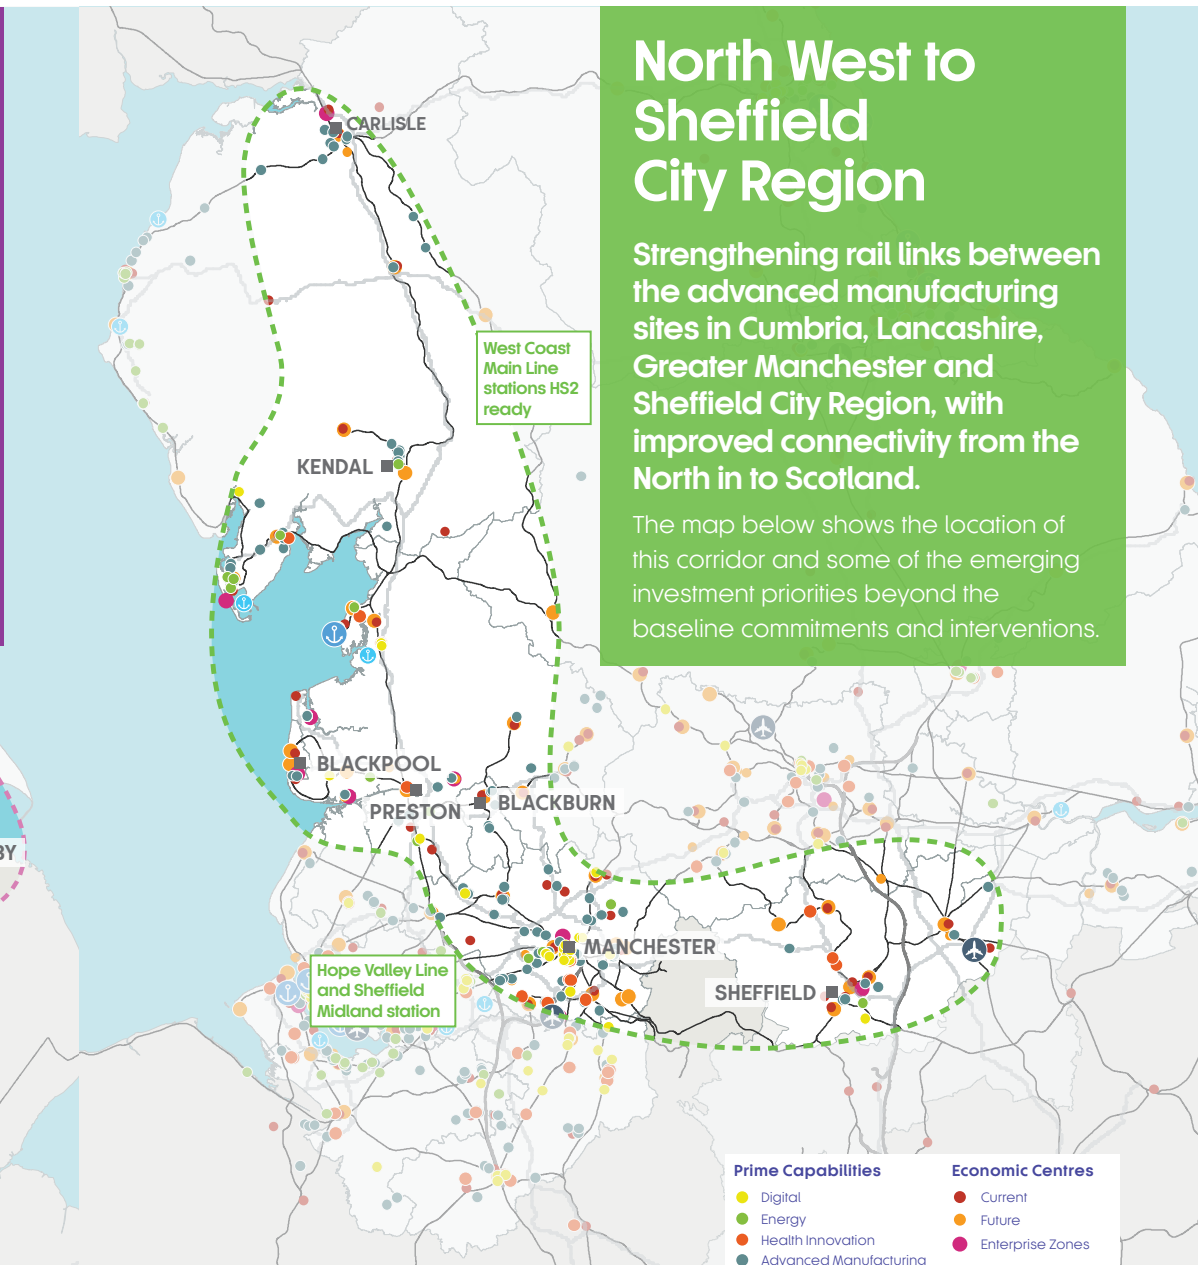 North West to
Sheffield
City Region
Strengthening rail links between
the advanced manufacturing
sites in Cumbria, Lancashire,
Greater Manchester and
Sheffield City Region, with
improved connectivity from the
North in to Scotland.
The map below shows the location of
this corridor and some of the emerging
investment priorities beyond the
baseline commitments and interventions.
CARLISLE
West Coast
Main Line
stations HS2
ready
KENDAL
BLACKPOOL
PRESTON
BLACKBURN
BY
MANCHESTER
Hope Valley Line
and Sheffield
Midland station
SHEFFIELD
Prime Capabilities
Digital
Energy
Health Innovation
Advanced Manufacturing
Economic Centres
Current
Future
Enterprise Zones